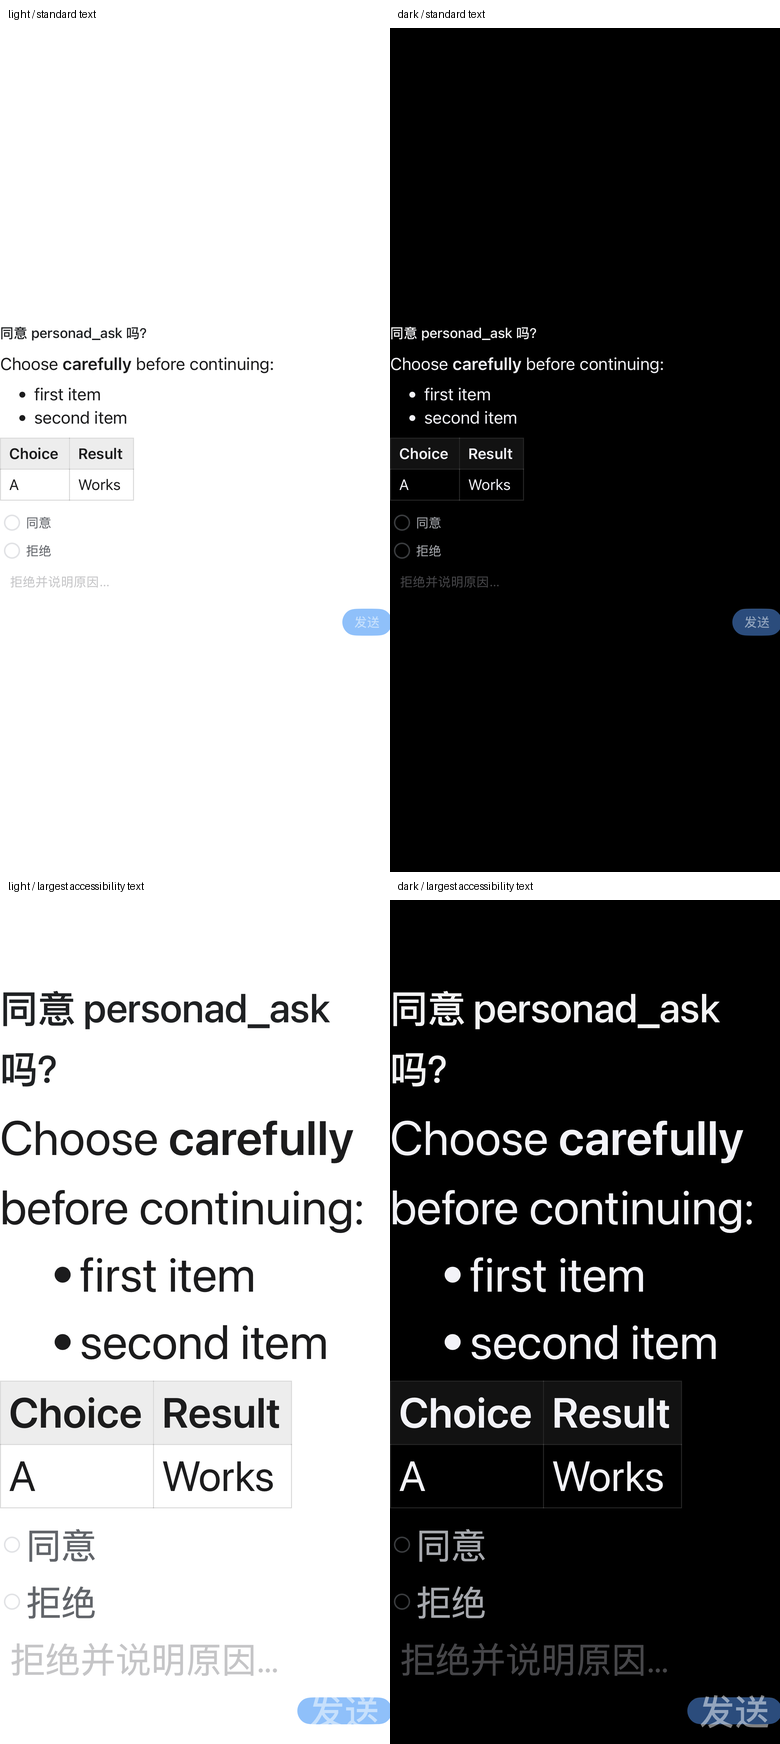 light / standard text
同意 personad_ask 吗?
Choose carefully before continuing:
• first item
• second item
Choice Result
A Works
同意
拒绝
拒绝并说明原因...
发送
dark / standard text
同意 personad_ask 吗?
Choose carefully before continuing:
• first item
• second item
Choice Result
A Works
同意
拒绝
拒绝并说明原因...
发送
light / largest accessibility text
同意 personad_ask
吗?
Choose carefully
before continuing:
• first item
• second item
Choice Result
A Works
同意
拒绝
拒绝并说明原因...
发送
dark / largest accessibility text
同意 personad_ask
吗?
Choose carefully
before continuing:
• first item
• second item
Choice Result
A Works
同意
拒绝
拒绝并说明原因...
发送